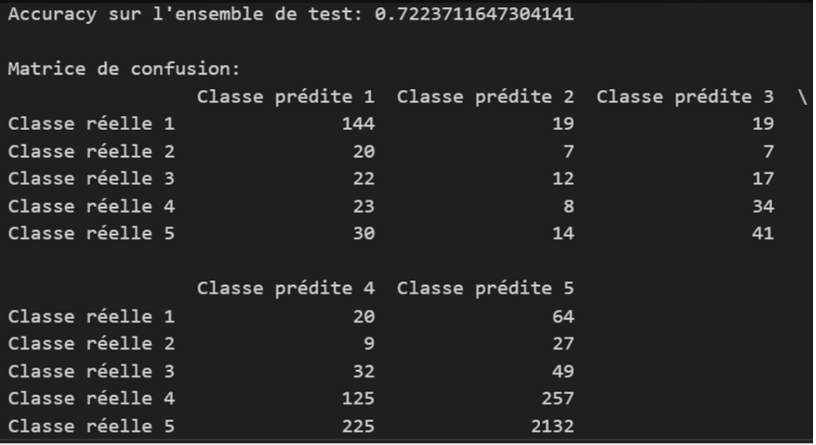 Accuracy sur l'ensemble de test: 0.7223711647304141
Matrice de confusion:
Classe prédite 1 Classe prédite 2 Classe prédite 3 \
Classe réelle 1 144 19 19
Classe réelle 2 20 7 7
Classe réelle 3 22 12 17
Classe réelle 4 23 8 34
Classe réelle 5 30 14 41
Classe prédite 4 Classe prédite 5
Classe réelle 1 20 64
Classe réelle 2 9 27
Classe réelle 3 32 49
Classe réelle 4 125 257
Classe réelle 5 225 2132